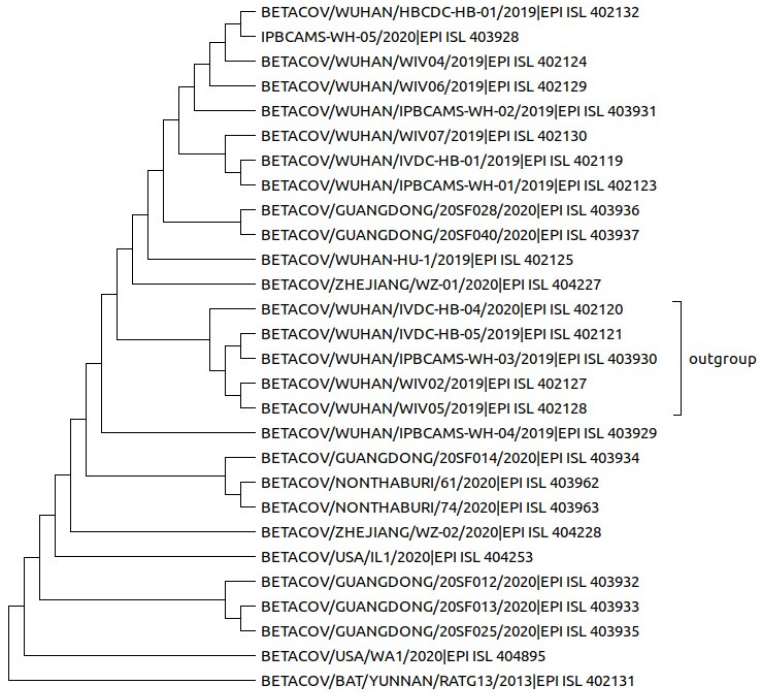 BETACOV/WUHAN/HBCDC-HB-01/2019|EPI ISL 402132
IPBCAMS-WH-05/2020|EPI ISL 403928
BETACOV/WUHAN/WIV04/2019|EPI ISL 402124
BETACOV/WUHAN/WIV06/2019|EPI ISL 402129
BETACOV/WUHAN/IPBCAMS-WH-02/2019|EPI ISL 403931
BETACOV/WUHAN/WIV07/2019|EPI ISL 402130
BETACOV/WUHAN/IVDC-HB-01/2019|EPI ISL 402119
BETACOV/WUHAN/IPBCAMS-WH-01/2019|EPI ISL 402123
BETACOV/GUANGDONG/20SF028/2020|EPI ISL 403936
BETACOV/GUANGDONG/20SF040/2020|EPI ISL 403937
BETACOV/WUHAN-HU-1/2019|EPI ISL 402125
BETACOV/ZHEJIANG/WZ-01/2020|EPI ISL 404227
BETACOV/WUHAN/IVDC-HB-04/2020|EPI ISL 402120
BETACOV/WUHAN/IVDC-HB-05/2019|EPI ISL 402121
BETACOV/WUHAN/IPBCAMS-WH-03/2019|EPI ISL 403930
outgroup
BETACOV/WUHAN/WIV02/2019|EPI ISL 402127
BETACOV/WUHAN/WIV05/2019|EPI ISL 402128
BETACOV/WUHAN/IPBCAMS-WH-04/2019|EPI ISL 403929
BETACOV/GUANGDONG/20SF014/2020|EPI ISL 403934
BETACOV/NONTHABURI/61/2020|EPI ISL 403962
BETACOV/NONTHABURI/74/2020|EPI ISL 403963
BETACOV/ZHEJIANG/WZ-02/2020|EPI ISL 404228
BETACOV/USA/IL1/2020|EPI ISL 404253
BETACOV/GUANGDONG/20SF012/2020|EPI ISL 403932
BETACOV/GUANGDONG/20SF013/2020|EPI ISL 403933
BETACOV/GUANGDONG/20SF025/2020|EPI ISL 403935
BETACOV/USA/WA1/2020|EPI ISL 404895
BETACOV/BAT/YUNNAN/RATG13/2013|EPI ISL 402131